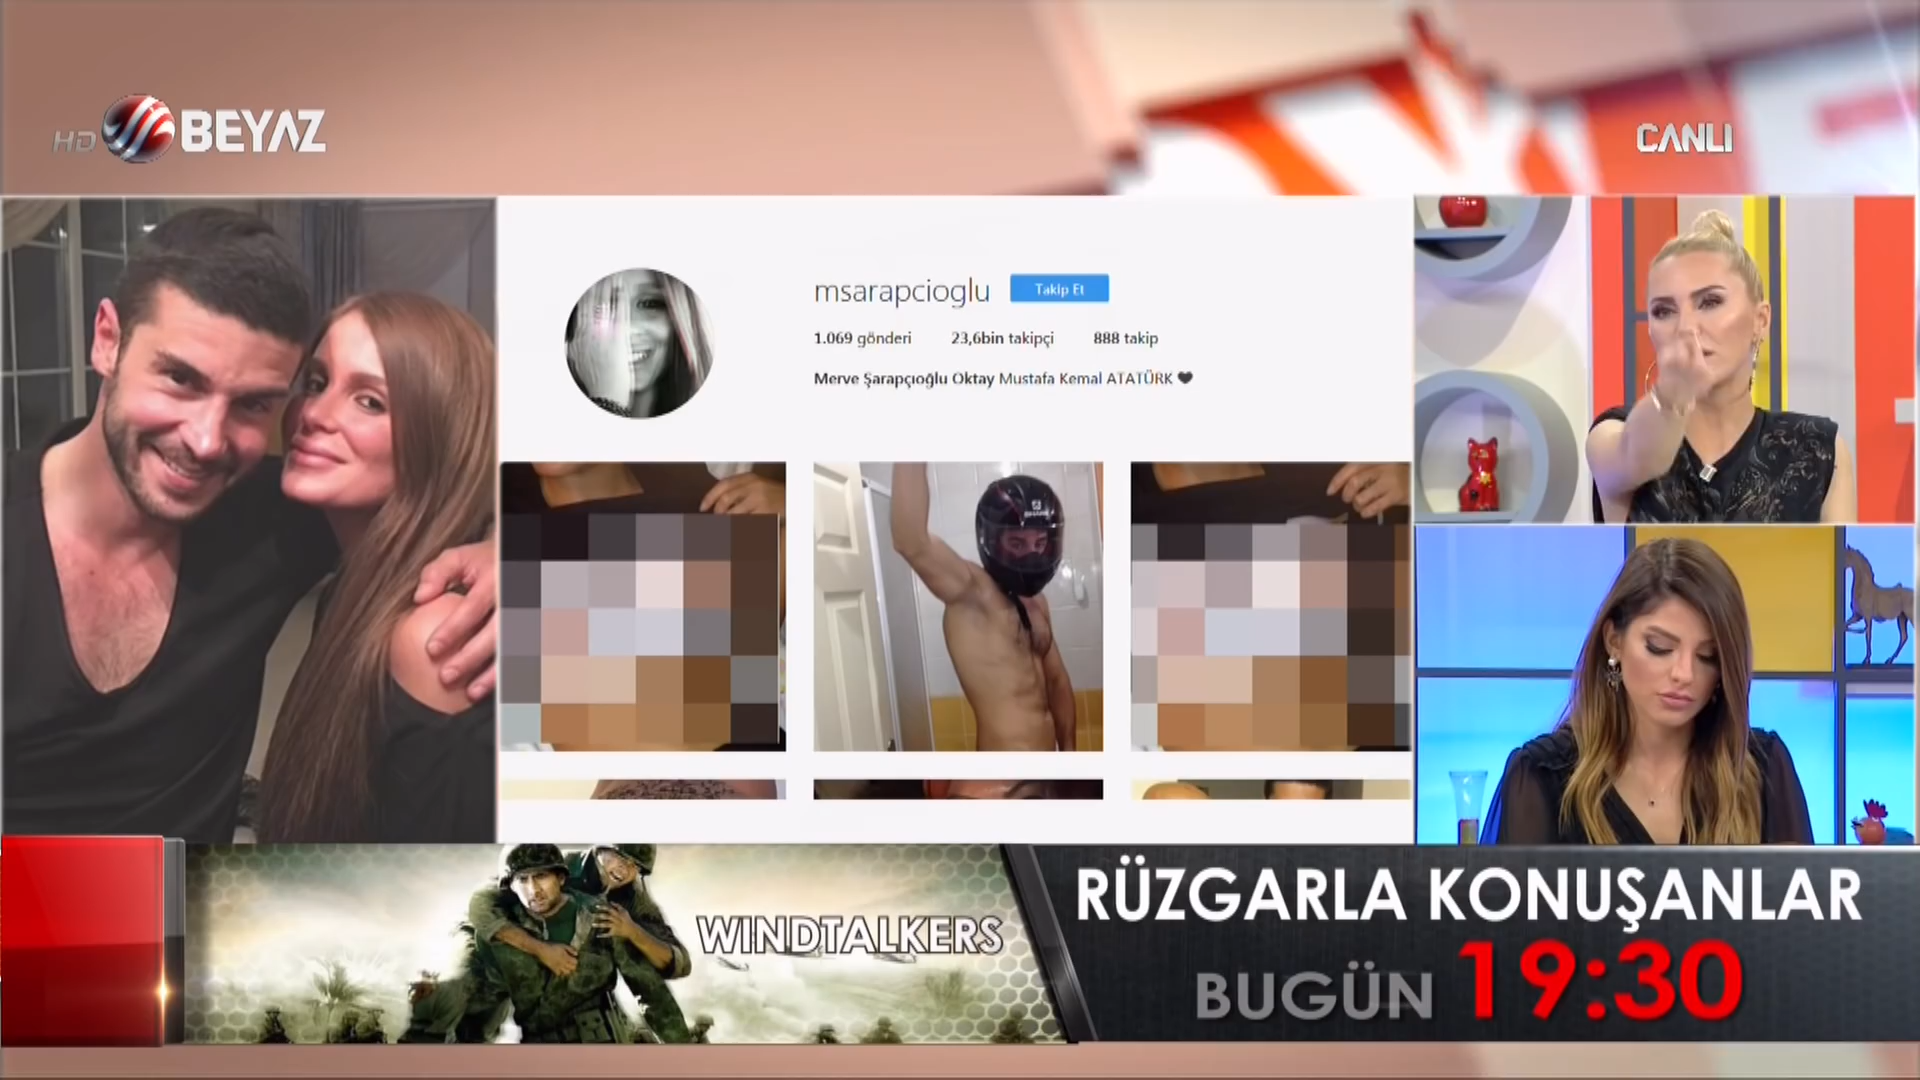 HD BEYAZ
CANLI
msarapcioglu Takip Et
1.069 gönderi 23,6bin takipçi 888 takip
Merve Şarapçıoğlu Oktay Mustafa Kemal ATATÜRK 🖤
WINDTALKERS
RÜZGARLA KONUŞANLAR
BUGÜN 19:30